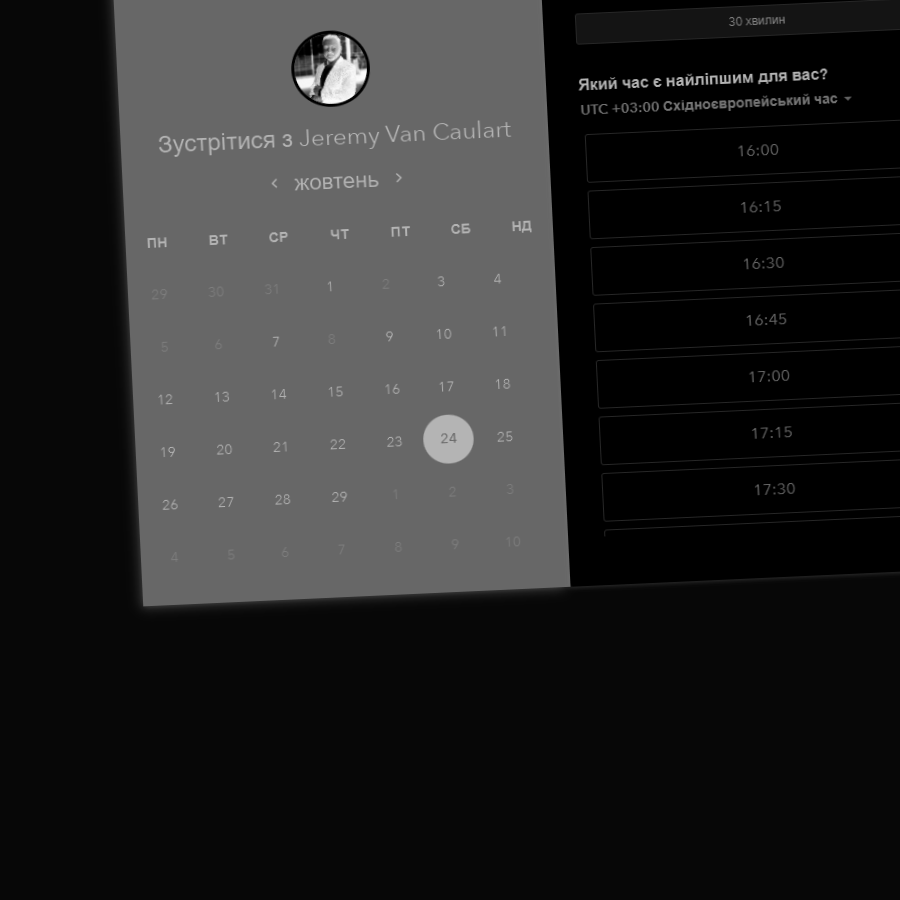 Зустрітися з Jeremy Van Caulart
жовтень
ПН ВТ СР ЧТ ПТ СБ НД
29 30 31 1 2 3 4
5 6 7 8 9 10 11
12 13 14 15 16 17 18
19 20 21 22 23 24 25
26 27 28 29 1 2 3
4 5 6 7 8 9 10
30 хвилин
Який час є найліпшим для вас?
UTC +03:00 Східноєвропейський час
16:00
16:15
16:30
16:45
17:00
17:15
17:30